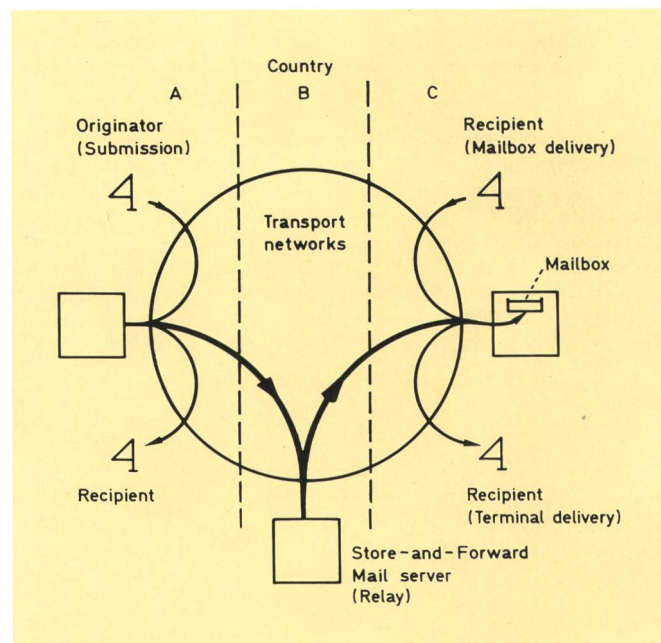 Country
A
B
C
Originator
(Submission)
Recipient
(Mailbox delivery)
Transport
networks
Mailbox
Recipient
Recipient
(Terminal delivery)
Store-and-Forward
Mail server
(Relay)